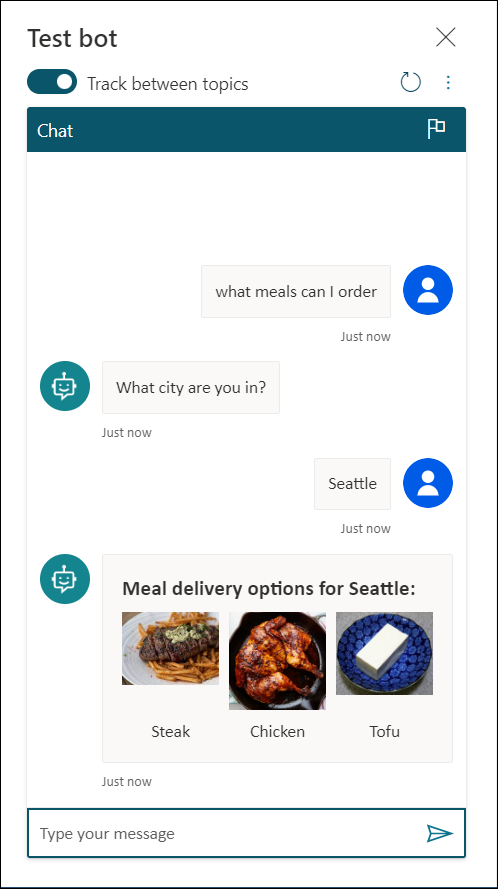 Test bot
Track between topics
Chat
what meals can I order
Just now
What city are you in?
Just now
Seattle
Just now
Meal delivery options for Seattle:
Steak Chicken Tofu
Just now
Type your message